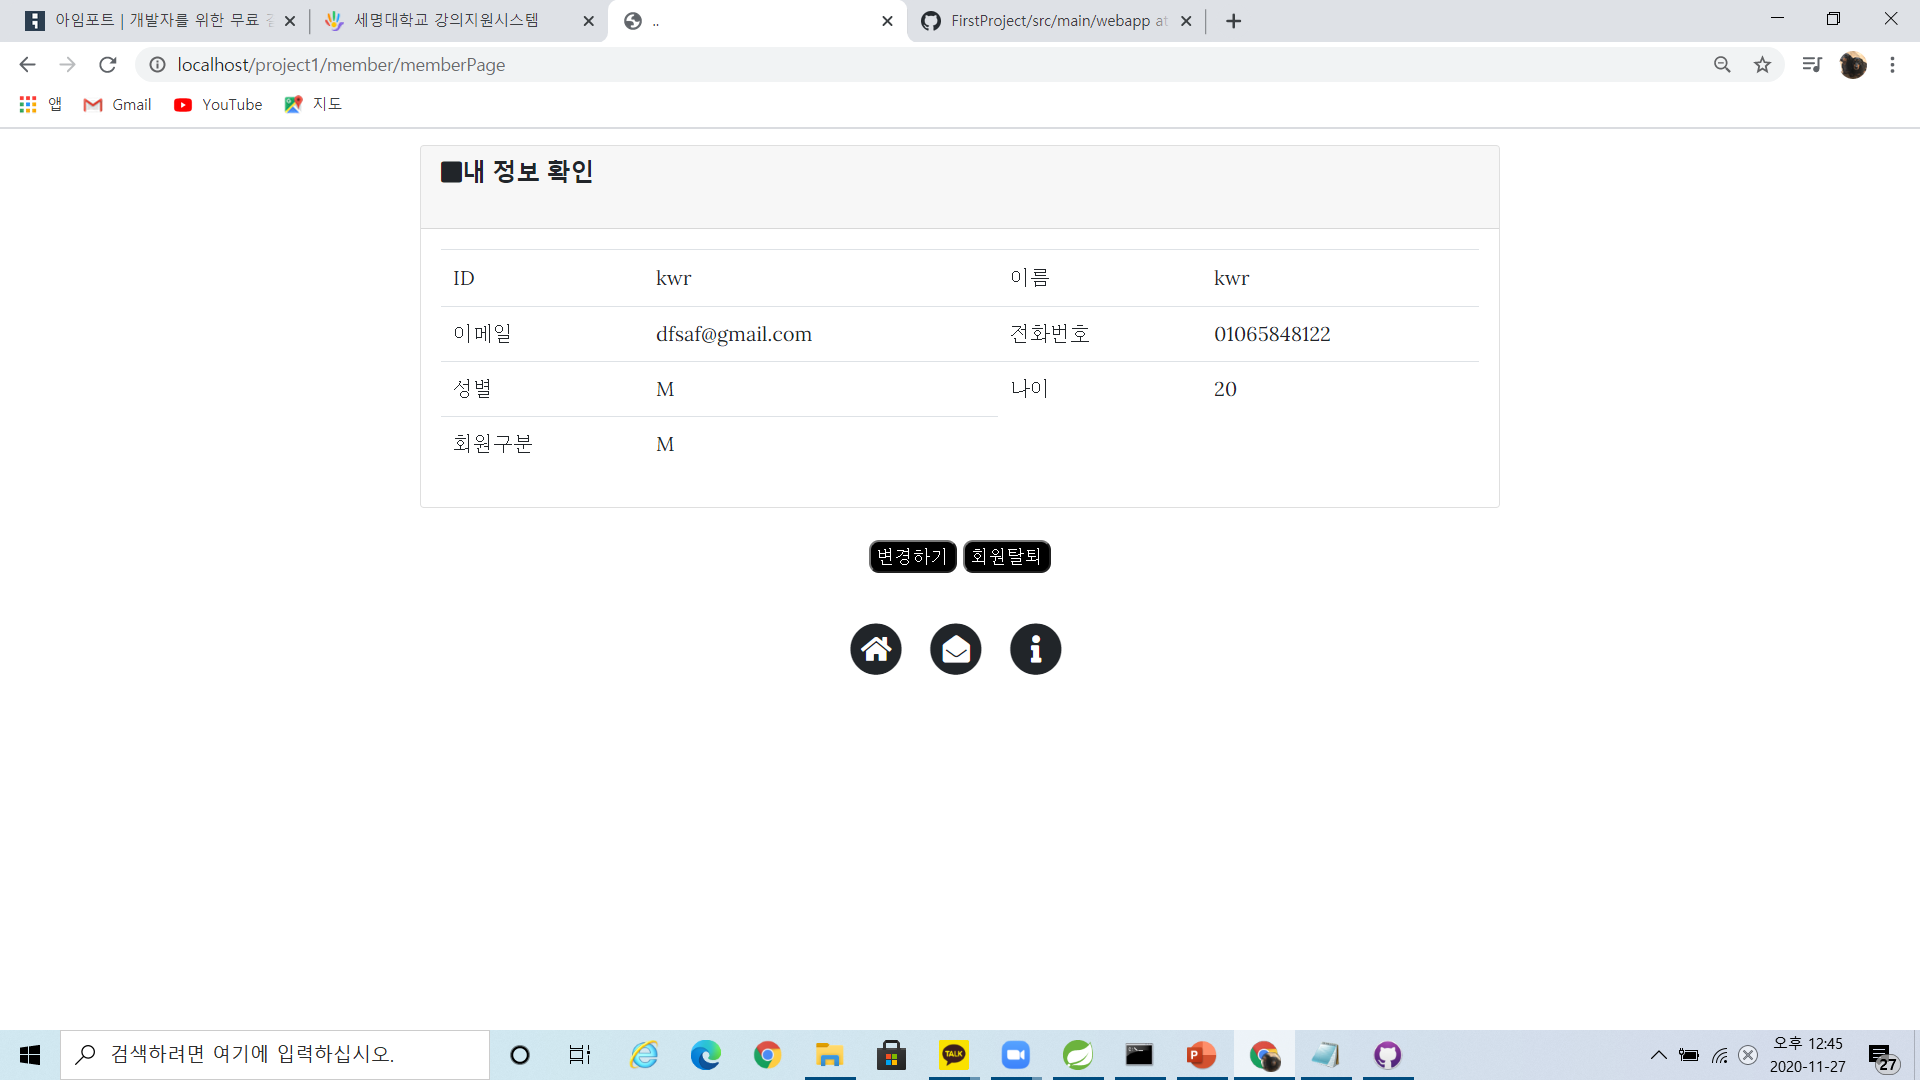 아임포트 | 개발자를 위한 무료
세명대학교 강의지원시스템
..
FirstProject/src/main/webapp at
localhost/project1/member/memberPage
앱 Gmail YouTube 지도
내 정보 확인
ID kwr 이름 kwr
이메일 dfsaf@gmail.com 전화번호 01065848122
성별 M 나이 20
회원구분 M
변경하기 회원탈퇴
검색하려면 여기에 입력하십시오.
TALK
오후 12:45
2020-11-27
27